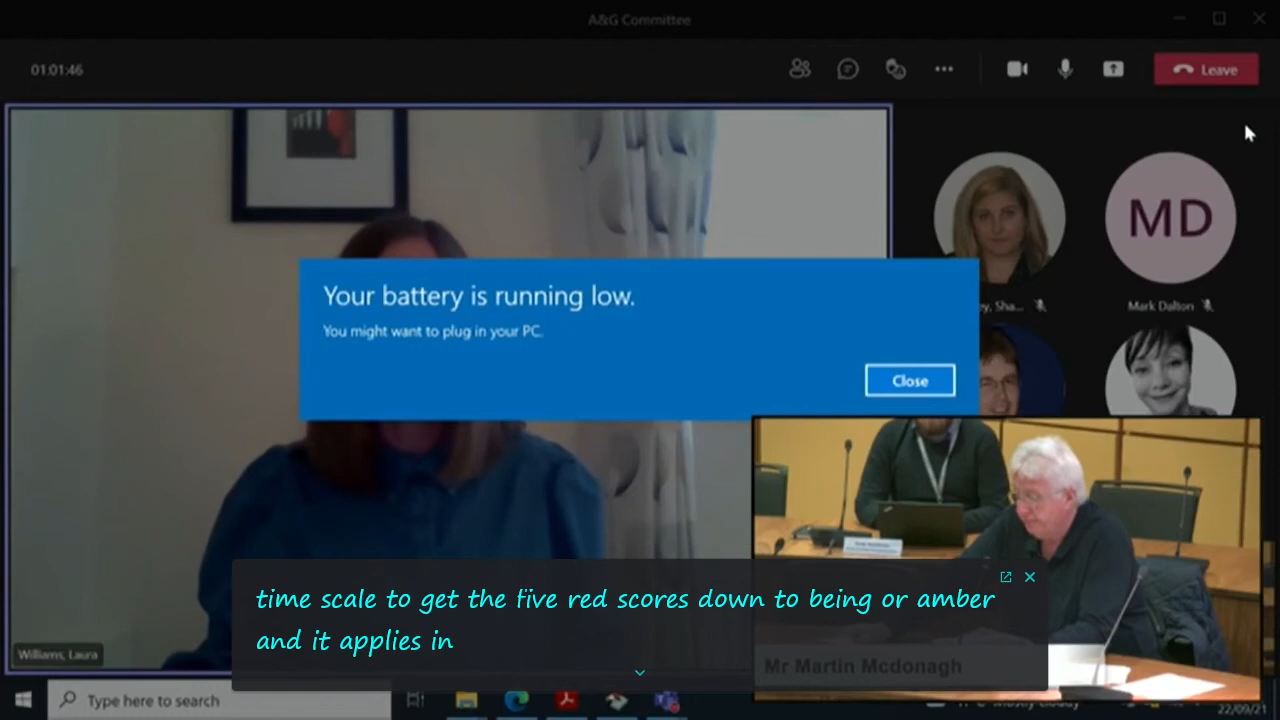 A&G Committee
01:01:46
Leave
MD
Mark Dalton
Your battery is running low.
You might want to plug in your PC.
Close
time scale to get the five red scores down to being or amber
and it applies in
Williams, Laura
Mr Martin Mcdonagh
Type here to search
Mostly cloudy
22/09/21